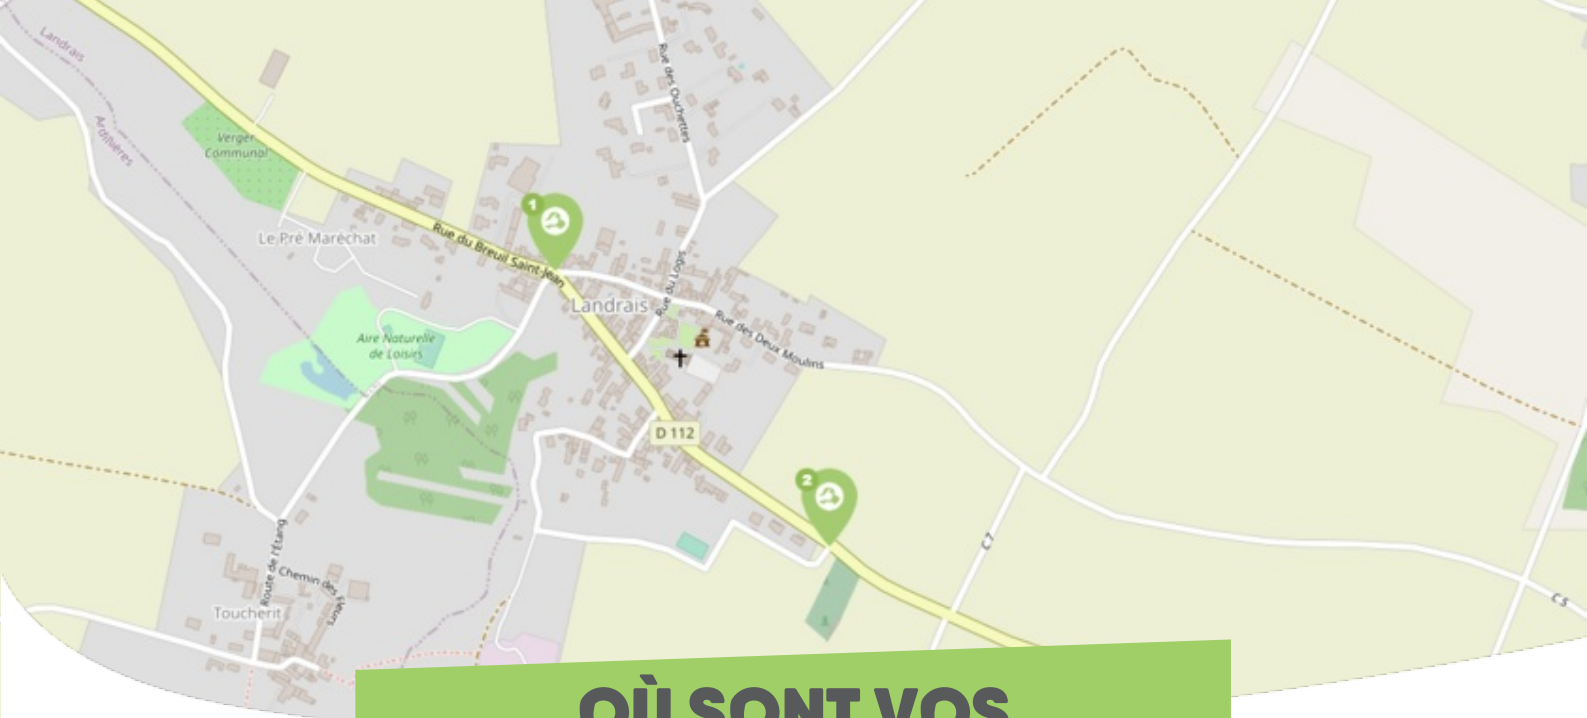 Landrais
Ardillières
Verger
Communal
Rue des Ouchettes
1
Le Pré Maréchat
Rue du Breuil Saint-Jean
Rue du Logis
Landrais
Rue des Deux Moulins
Aire Naturelle
de Loisirs
D 112
2
C 7
Route de l'Étang
Chemin des Fleurs
Toucherit
C 5
OÙ SONT VOS